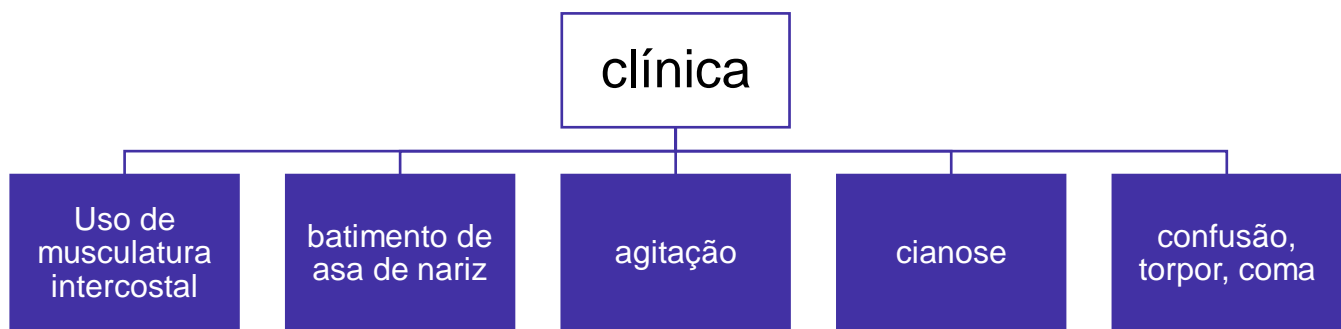 clínica
Uso de
musculatura
intercostal
batimento de
asa de nariz
agitação
cianose
confusão,
torpor, coma